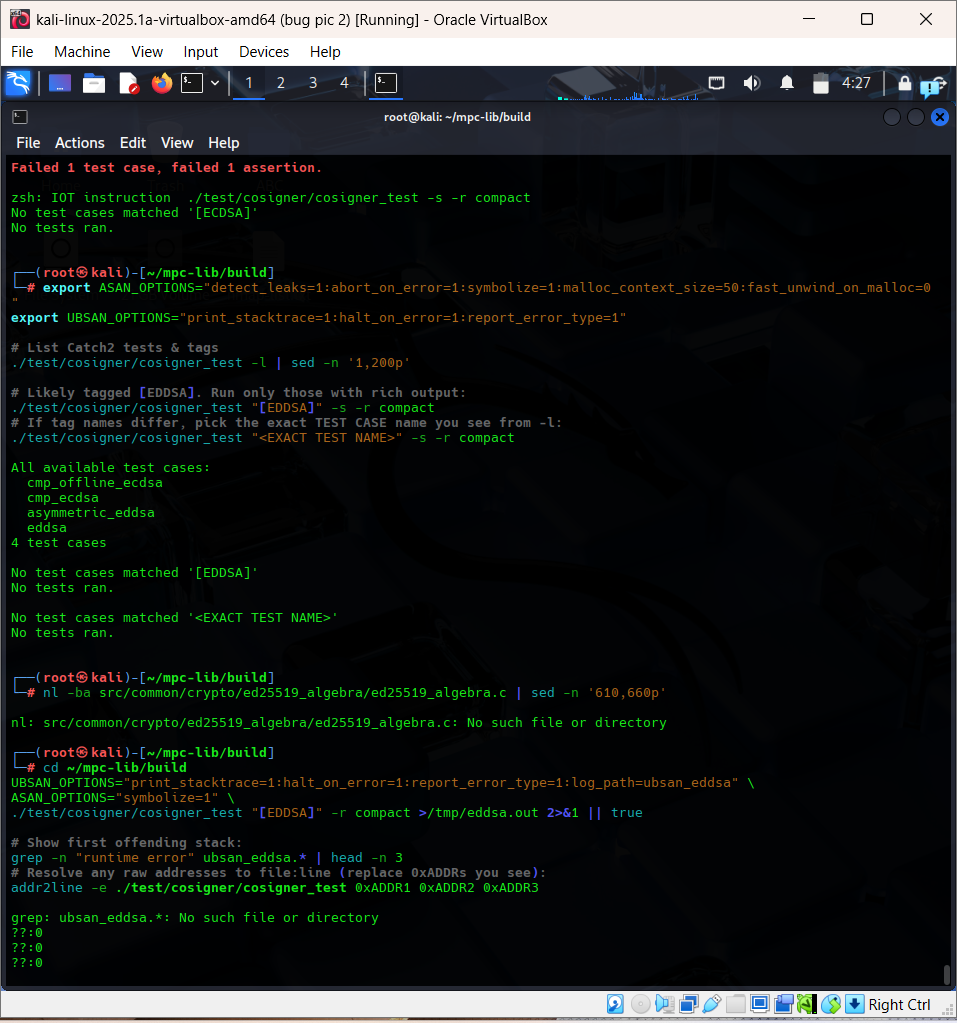 kali-linux-2025.1a-virtualbox-amd64 (bug pic 2) [Running] - Oracle VirtualBox
File Machine View Input Devices Help
1 2 3 4 4:27
root@kali: ~/mpc-lib/build
File Actions Edit View Help
Failed 1 test case, failed 1 assertion.
zsh: IOT instruction  ./test/cosigner/cosigner_test -s -r compact
No test cases matched '[ECDSA]'
No tests ran.
┌──(root㉿kali)-[~/mpc-lib/build]
└─# export ASAN_OPTIONS="detect_leaks=1:abort_on_error=1:symbolize=1:malloc_context_size=50:fast_unwind_on_malloc=0
"
export UBSAN_OPTIONS="print_stacktrace=1:halt_on_error=1:report_error_type=1"
# List Catch2 tests & tags
./test/cosigner/cosigner_test -l | sed -n '1,200p'
# Likely tagged [EDDSA]. Run only those with rich output:
./test/cosigner/cosigner_test "[EDDSA]" -s -r compact
# If tag names differ, pick the exact TEST CASE name you see from -l:
./test/cosigner/cosigner_test "<EXACT TEST NAME>" -s -r compact
All available test cases:
  cmp_offline_ecdsa
  cmp_ecdsa
  asymmetric_eddsa
  eddsa
4 test cases
No test cases matched '[EDDSA]'
No tests ran.
No test cases matched '<EXACT TEST NAME>'
No tests ran.
┌──(root㉿kali)-[~/mpc-lib/build]
└─# nl -ba src/common/crypto/ed25519_algebra/ed25519_algebra.c | sed -n '610,660p'
nl: src/common/crypto/ed25519_algebra/ed25519_algebra.c: No such file or directory
┌──(root㉿kali)-[~/mpc-lib/build]
└─# cd ~/mpc-lib/build
UBSAN_OPTIONS="print_stacktrace=1:halt_on_error=1:report_error_type=1:log_path=ubsan_eddsa" \
ASAN_OPTIONS="symbolize=1" \
./test/cosigner/cosigner_test "[EDDSA]" -r compact >/tmp/eddsa.out 2>&1 || true
# Show first offending stack:
grep -n "runtime error" ubsan_eddsa.* | head -n 3
# Resolve any raw addresses to file:line (replace 0xADDRs you see):
addr2line -e ./test/cosigner/cosigner_test 0xADDR1 0xADDR2 0xADDR3
grep: ubsan_eddsa.*: No such file or directory
??:0
??:0
??:0
Right Ctrl